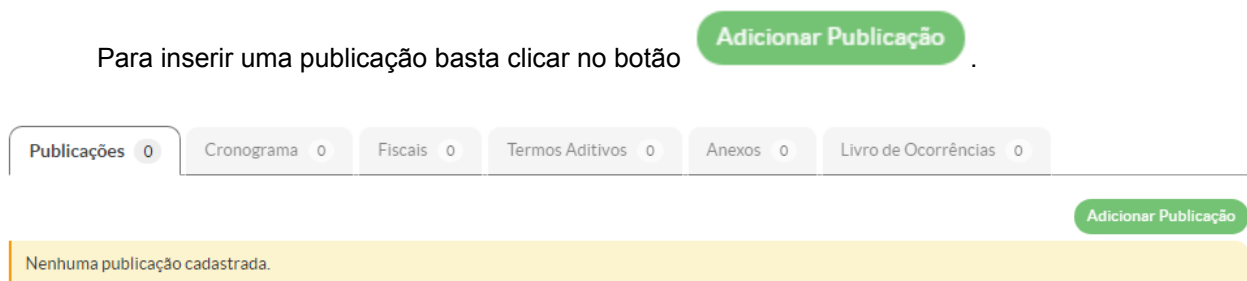 Para inserir uma publicação basta clicar no botão Adicionar Publicação .
Publicações 0 Cronograma 0 Fiscais 0 Termos Aditivos 0 Anexos 0 Livro de Ocorrências 0
Adicionar Publicação
Nenhuma publicação cadastrada.